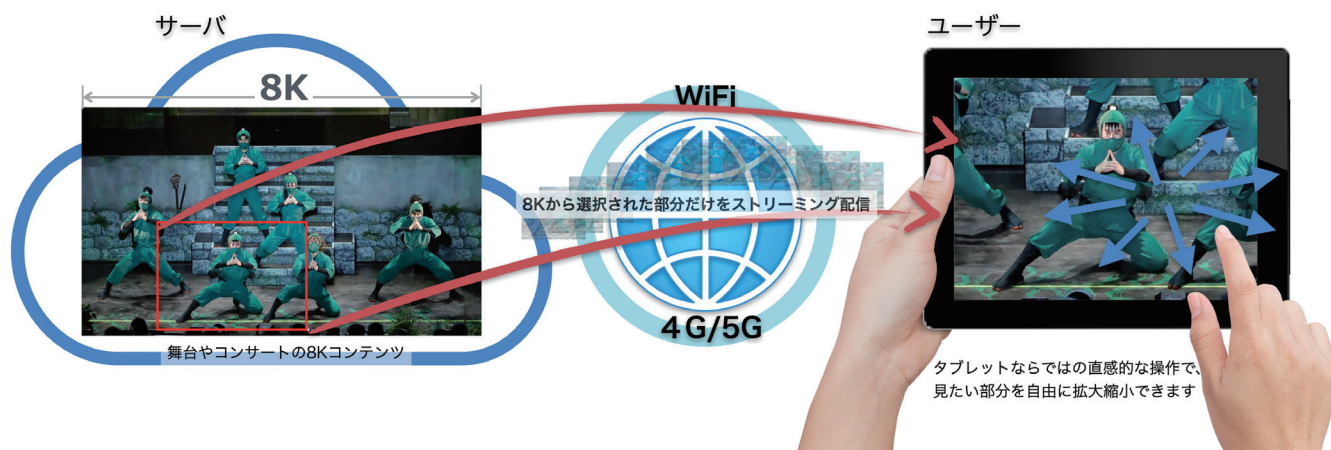 サーバ
ユーザー
8K
WiFi
8Kから選択された部分だけをストリーミング配信
4G/5G
舞台やコンサートの8Kコンテンツ
タブレットならではの直感的な操作で、
見たい部分を自由に拡大縮小できます